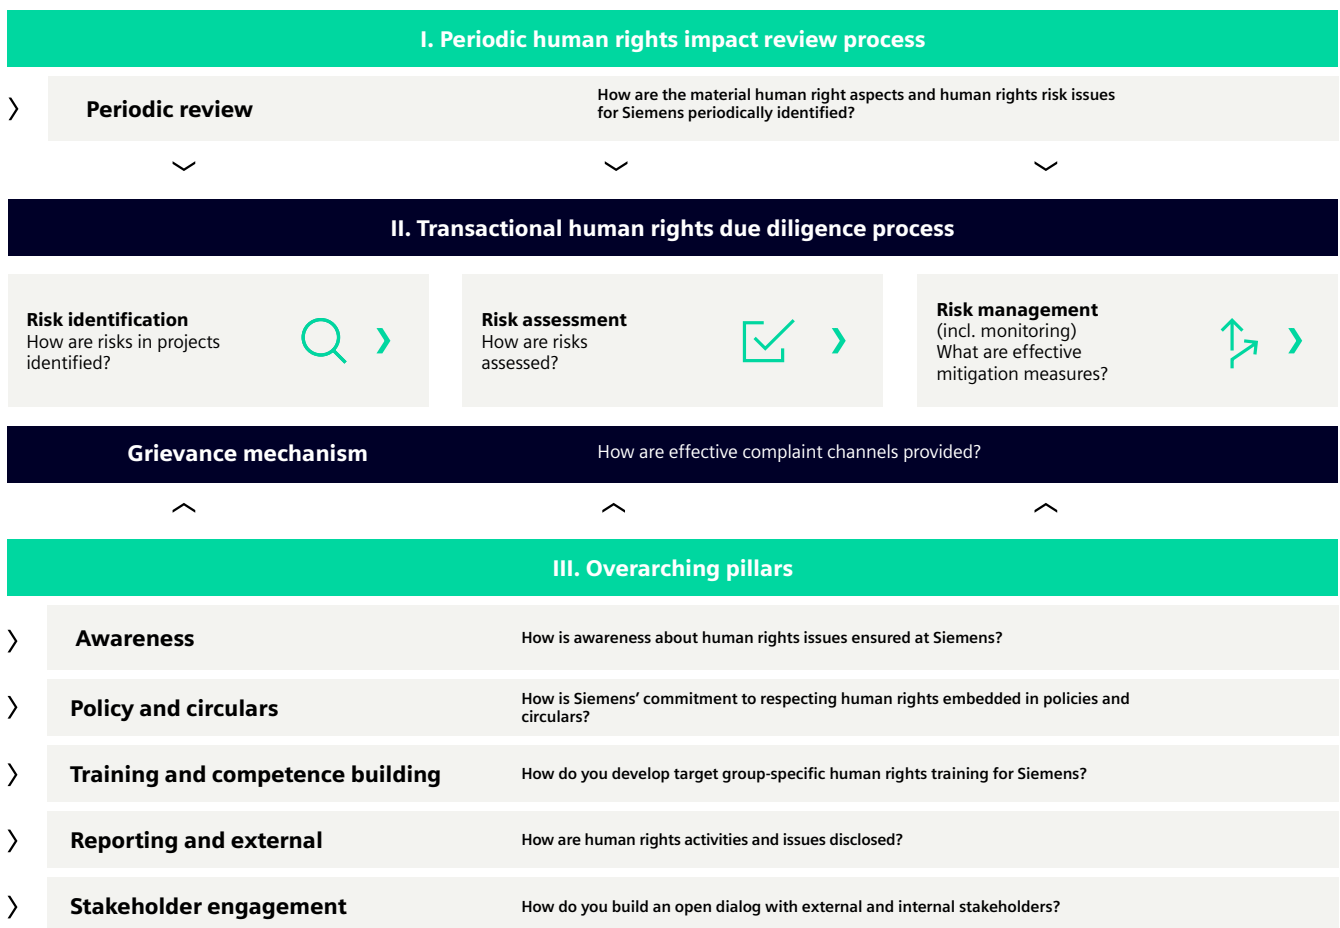 I. Periodic human rights impact review process
Periodic review
How are the material human right aspects and human rights risk issues
for Siemens periodically identified?
II. Transactional human rights due diligence process
Risk identification
How are risks in projects
identified?
Risk assessment
How are risks
assessed?
Risk management
(incl. monitoring)
What are effective
mitigation measures?
Grievance mechanism
How are effective complaint channels provided?
III. Overarching pillars
Awareness
How is awareness about human rights issues ensured at Siemens?
Policy and circulars
How is Siemens’ commitment to respecting human rights embedded in policies and
circulars?
Training and competence building
How do you develop target group-specific human rights training for Siemens?
Reporting and external
How are human rights activities and issues disclosed?
Stakeholder engagement
How do you build an open dialog with external and internal stakeholders?